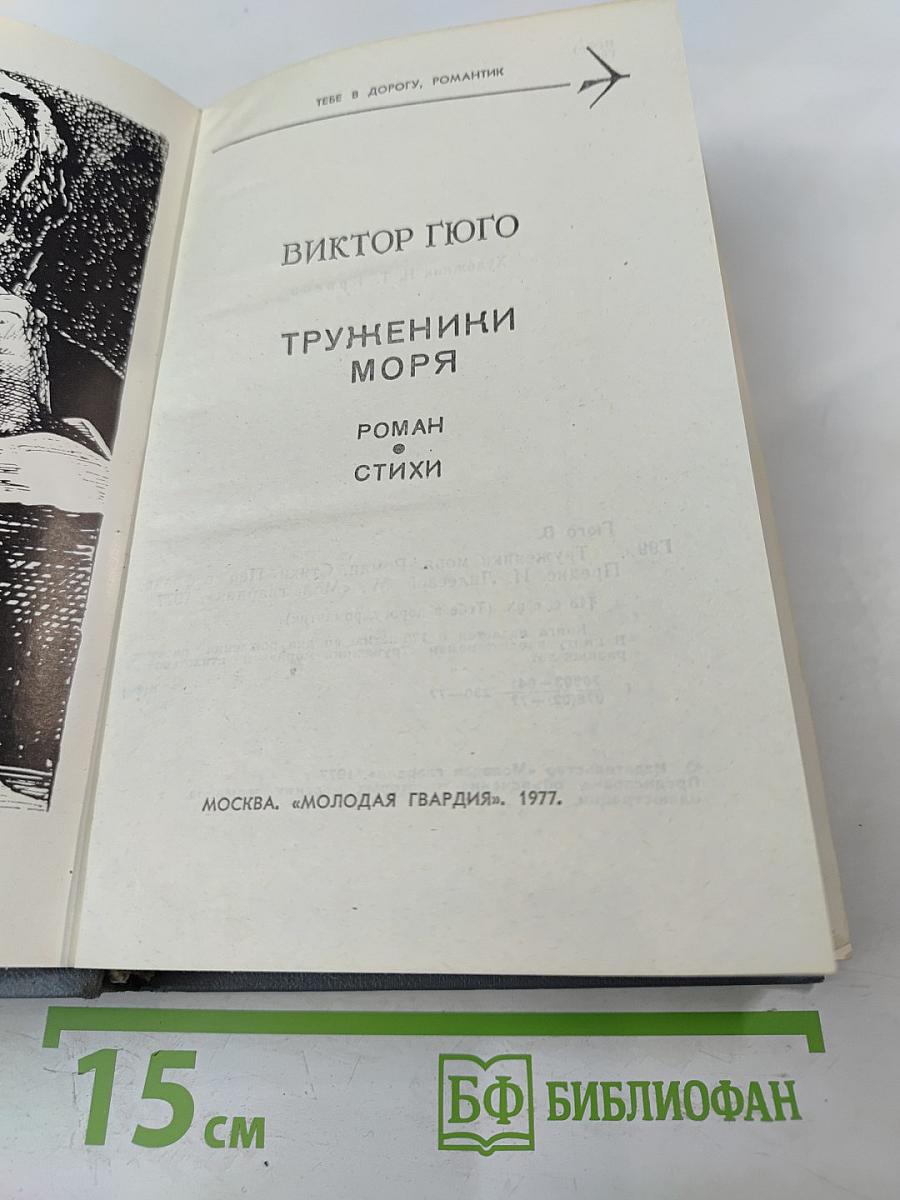 ТЕБЕ В ДОРОГУ, РОМАНТИК
ВИКТОР ГЮГО
ТРУЖЕНИКИ
МОРЯ
РОМАН
•
СТИХИ
МОСКВА. «МОЛОДАЯ ГВАРДИЯ». 1977.
15 см
БФ БИБЛИОФАН